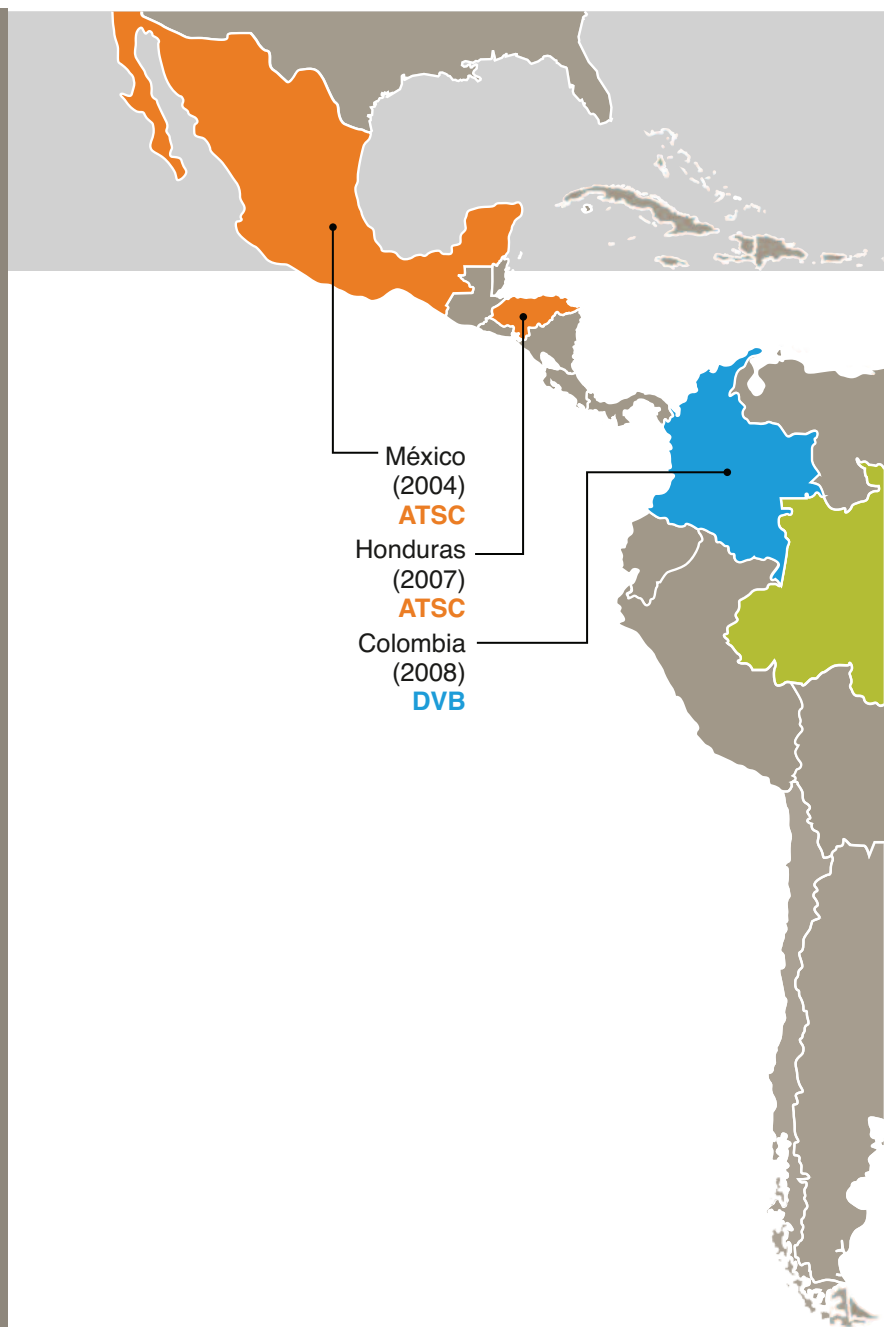 México
(2004)
ATSC
Honduras
(2007)
ATSC
Colombia
(2008)
DVB